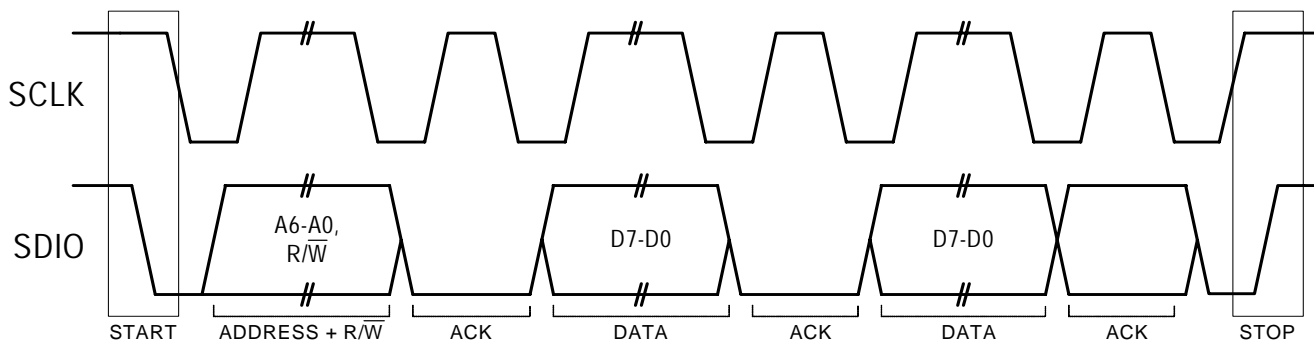 SCLK
SDIO
A6-A0,
R/W̅
D7-D0
D7-D0
START
ADDRESS + R/W̅
ACK
DATA
ACK
DATA
ACK
STOP